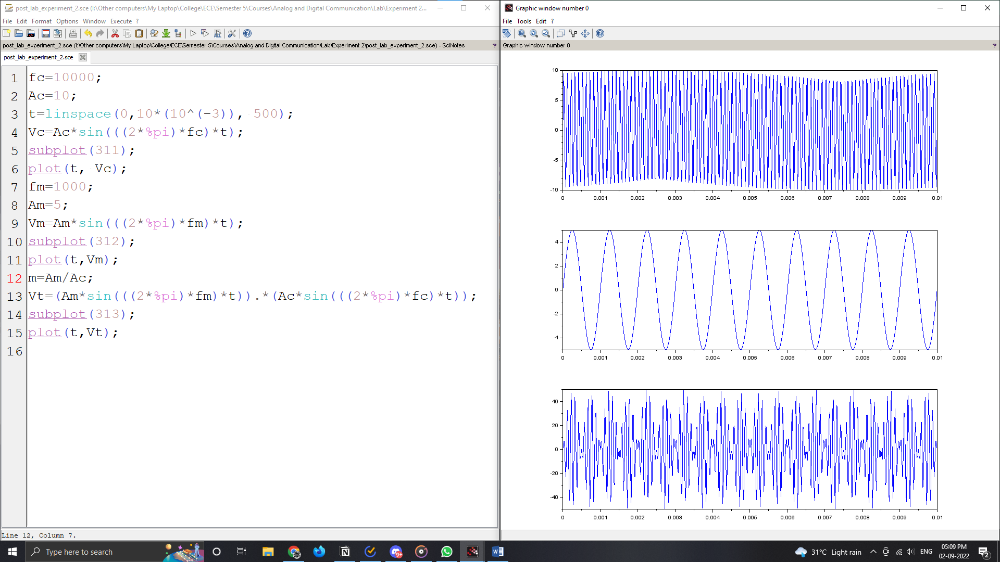 post_lab_experiment_2.sce (I:\Other computers\My Laptop\College\ECE\Semester 5\Courses\Analog and Digital Communication\Lab\Experiment 2...
File Edit Format Options Window Execute ?
post_lab_experiment_2.sce (I:\Other computers\My Laptop\College\ECE\Semester 5\Courses\Analog and Digital Communication\Lab\Experiment 2\post_lab_experiment_2.sce) - SciNotes ?
post_lab_experiment_2.sce
1 fc=10000;
2 Ac=10;
3 t=linspace(0,10*(10^(-3)), 500);
4 Vc=Ac*sin(((2*%pi)*fc)*t);
5 subplot(311);
6 plot(t, Vc);
7 fm=1000;
8 Am=5;
9 Vm=Am*sin(((2*%pi)*fm)*t);
10 subplot(312);
11 plot(t,Vm);
12 m=Am/Ac;
13 Vt=(Am*sin(((2*%pi)*fm)*t)).*(Ac*sin(((2*%pi)*fc)*t));
14 subplot(313);
15 plot(t,Vt);
16
Line 12, Column 7.
Graphic window number 0
File Tools Edit ?
Graphic window number 0 ?
10
5
0
-5
-10
0 0.001 0.002 0.003 0.004 0.005 0.006 0.007 0.008 0.009 0.01
4
2
0
-2
-4
0 0.001 0.002 0.003 0.004 0.005 0.006 0.007 0.008 0.009 0.01
40
20
0
-20
-40
0 0.001 0.002 0.003 0.004 0.005 0.006 0.007 0.008 0.009 0.01
Type here to search
9+
31°C Light rain
ENG
05:09 PM
02-09-2022
2